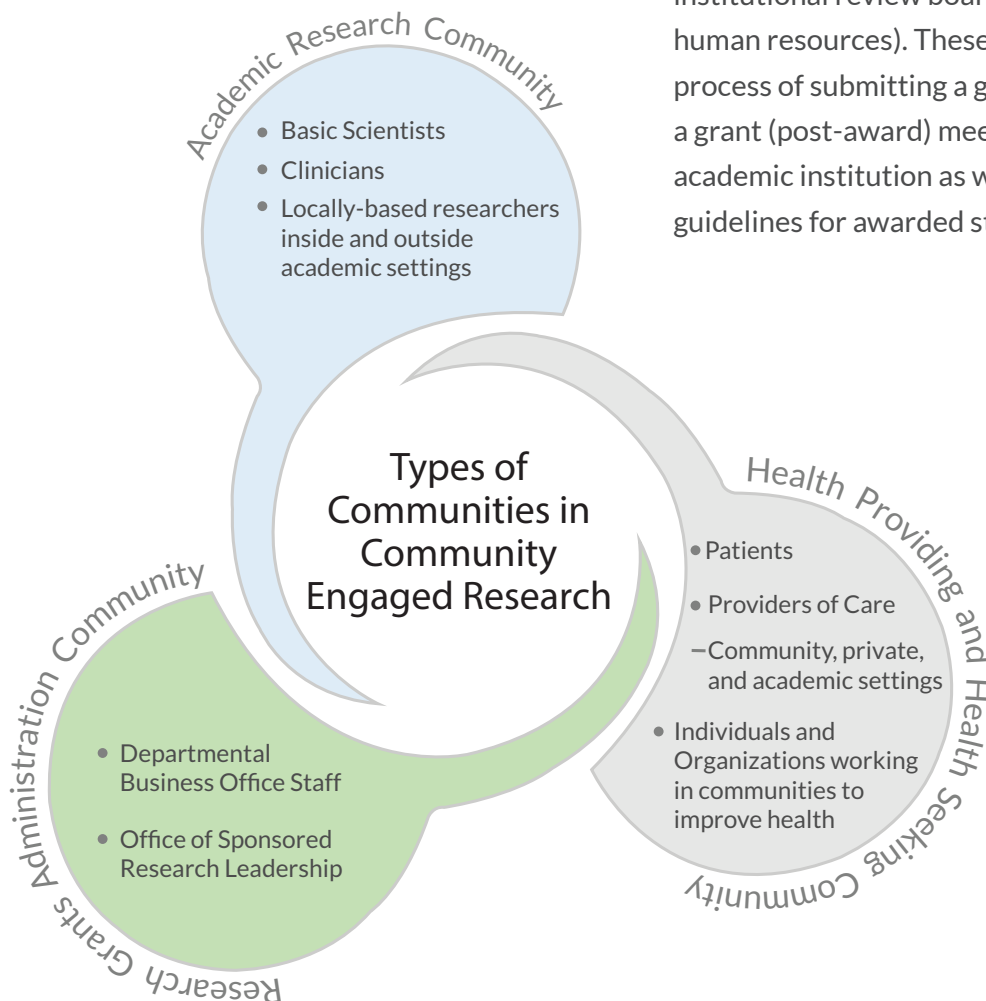 institutional review board
human resources). These
process of submitting a g
a grant (post-award) mee
academic institution as w
guidelines for awarded st
Academic Research Community
• Basic Scientists
• Clinicians
• Locally-based researchers
inside and outside
academic settings
Types of
Communities in
Community
Engaged Research
Health Providing and Health Seeking Community
• Patients
• Providers of Care
–Community, private,
and academic settings
• Individuals and
Organizations working
in communities to
improve health
Research Grants Administration Community
• Departmental
Business Office Staff
• Office of Sponsored
Research Leadership